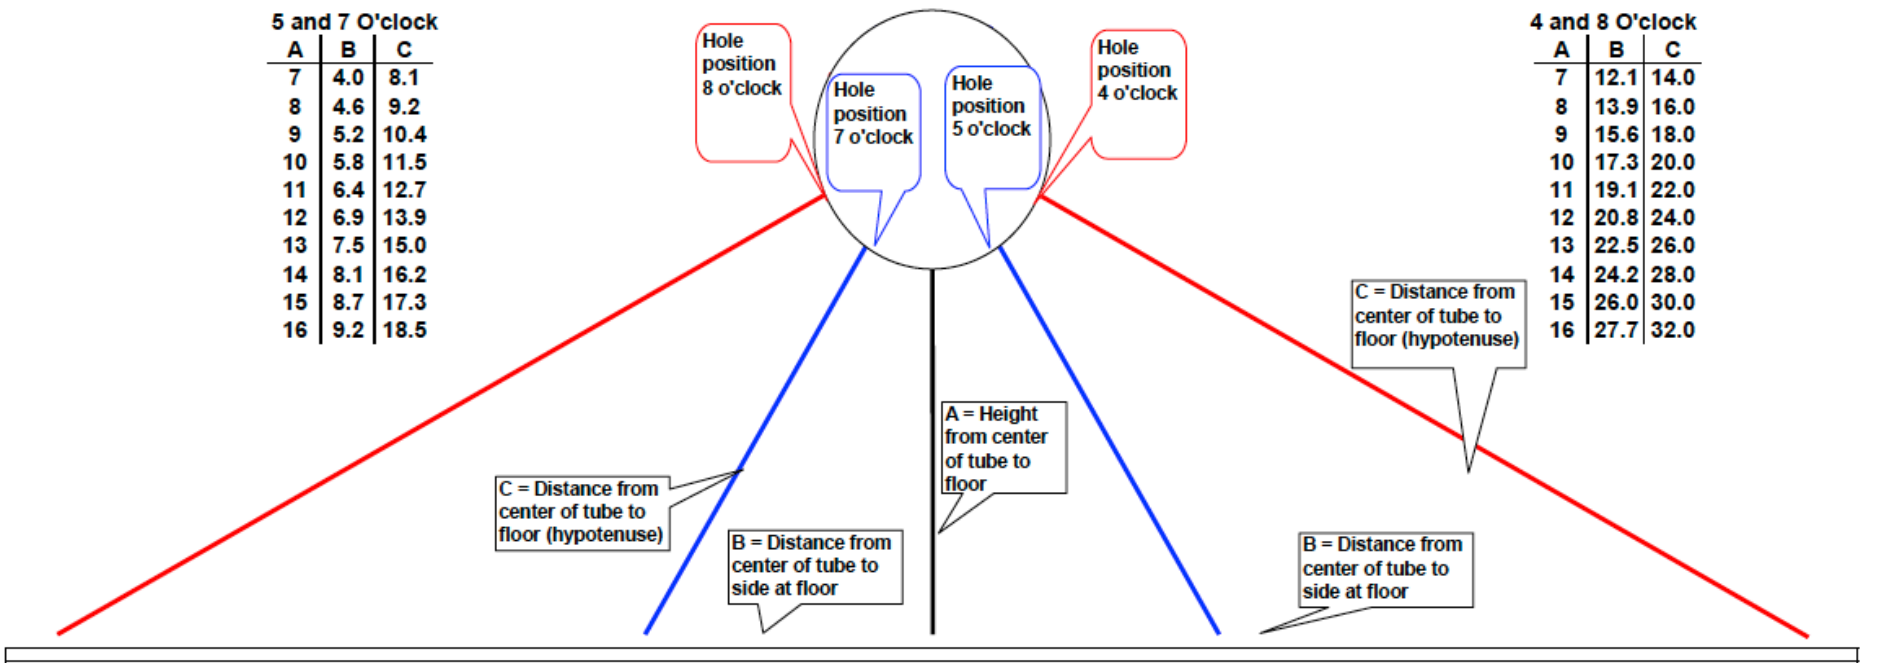 5 and 7 O'clock
A B C
7 4.0 8.1
8 4.6 9.2
9 5.2 10.4
10 5.8 11.5
11 6.4 12.7
12 6.9 13.9
13 7.5 15.0
14 8.1 16.2
15 8.7 17.3
16 9.2 18.5
Hole
position
8 o'clock
Hole
position
7 o'clock
Hole
position
5 o'clock
Hole
position
4 o'clock
4 and 8 O'clock
A B C
7 12.1 14.0
8 13.9 16.0
9 15.6 18.0
10 17.3 20.0
11 19.1 22.0
12 20.8 24.0
13 22.5 26.0
14 24.2 28.0
15 26.0 30.0
16 27.7 32.0
C = Distance from
center of tube to
floor (hypotenuse)
A = Height
from center
of tube to
floor
C = Distance from
center of tube to
floor (hypotenuse)
B = Distance from
center of tube to
side at floor
B = Distance from
center of tube to
side at floor